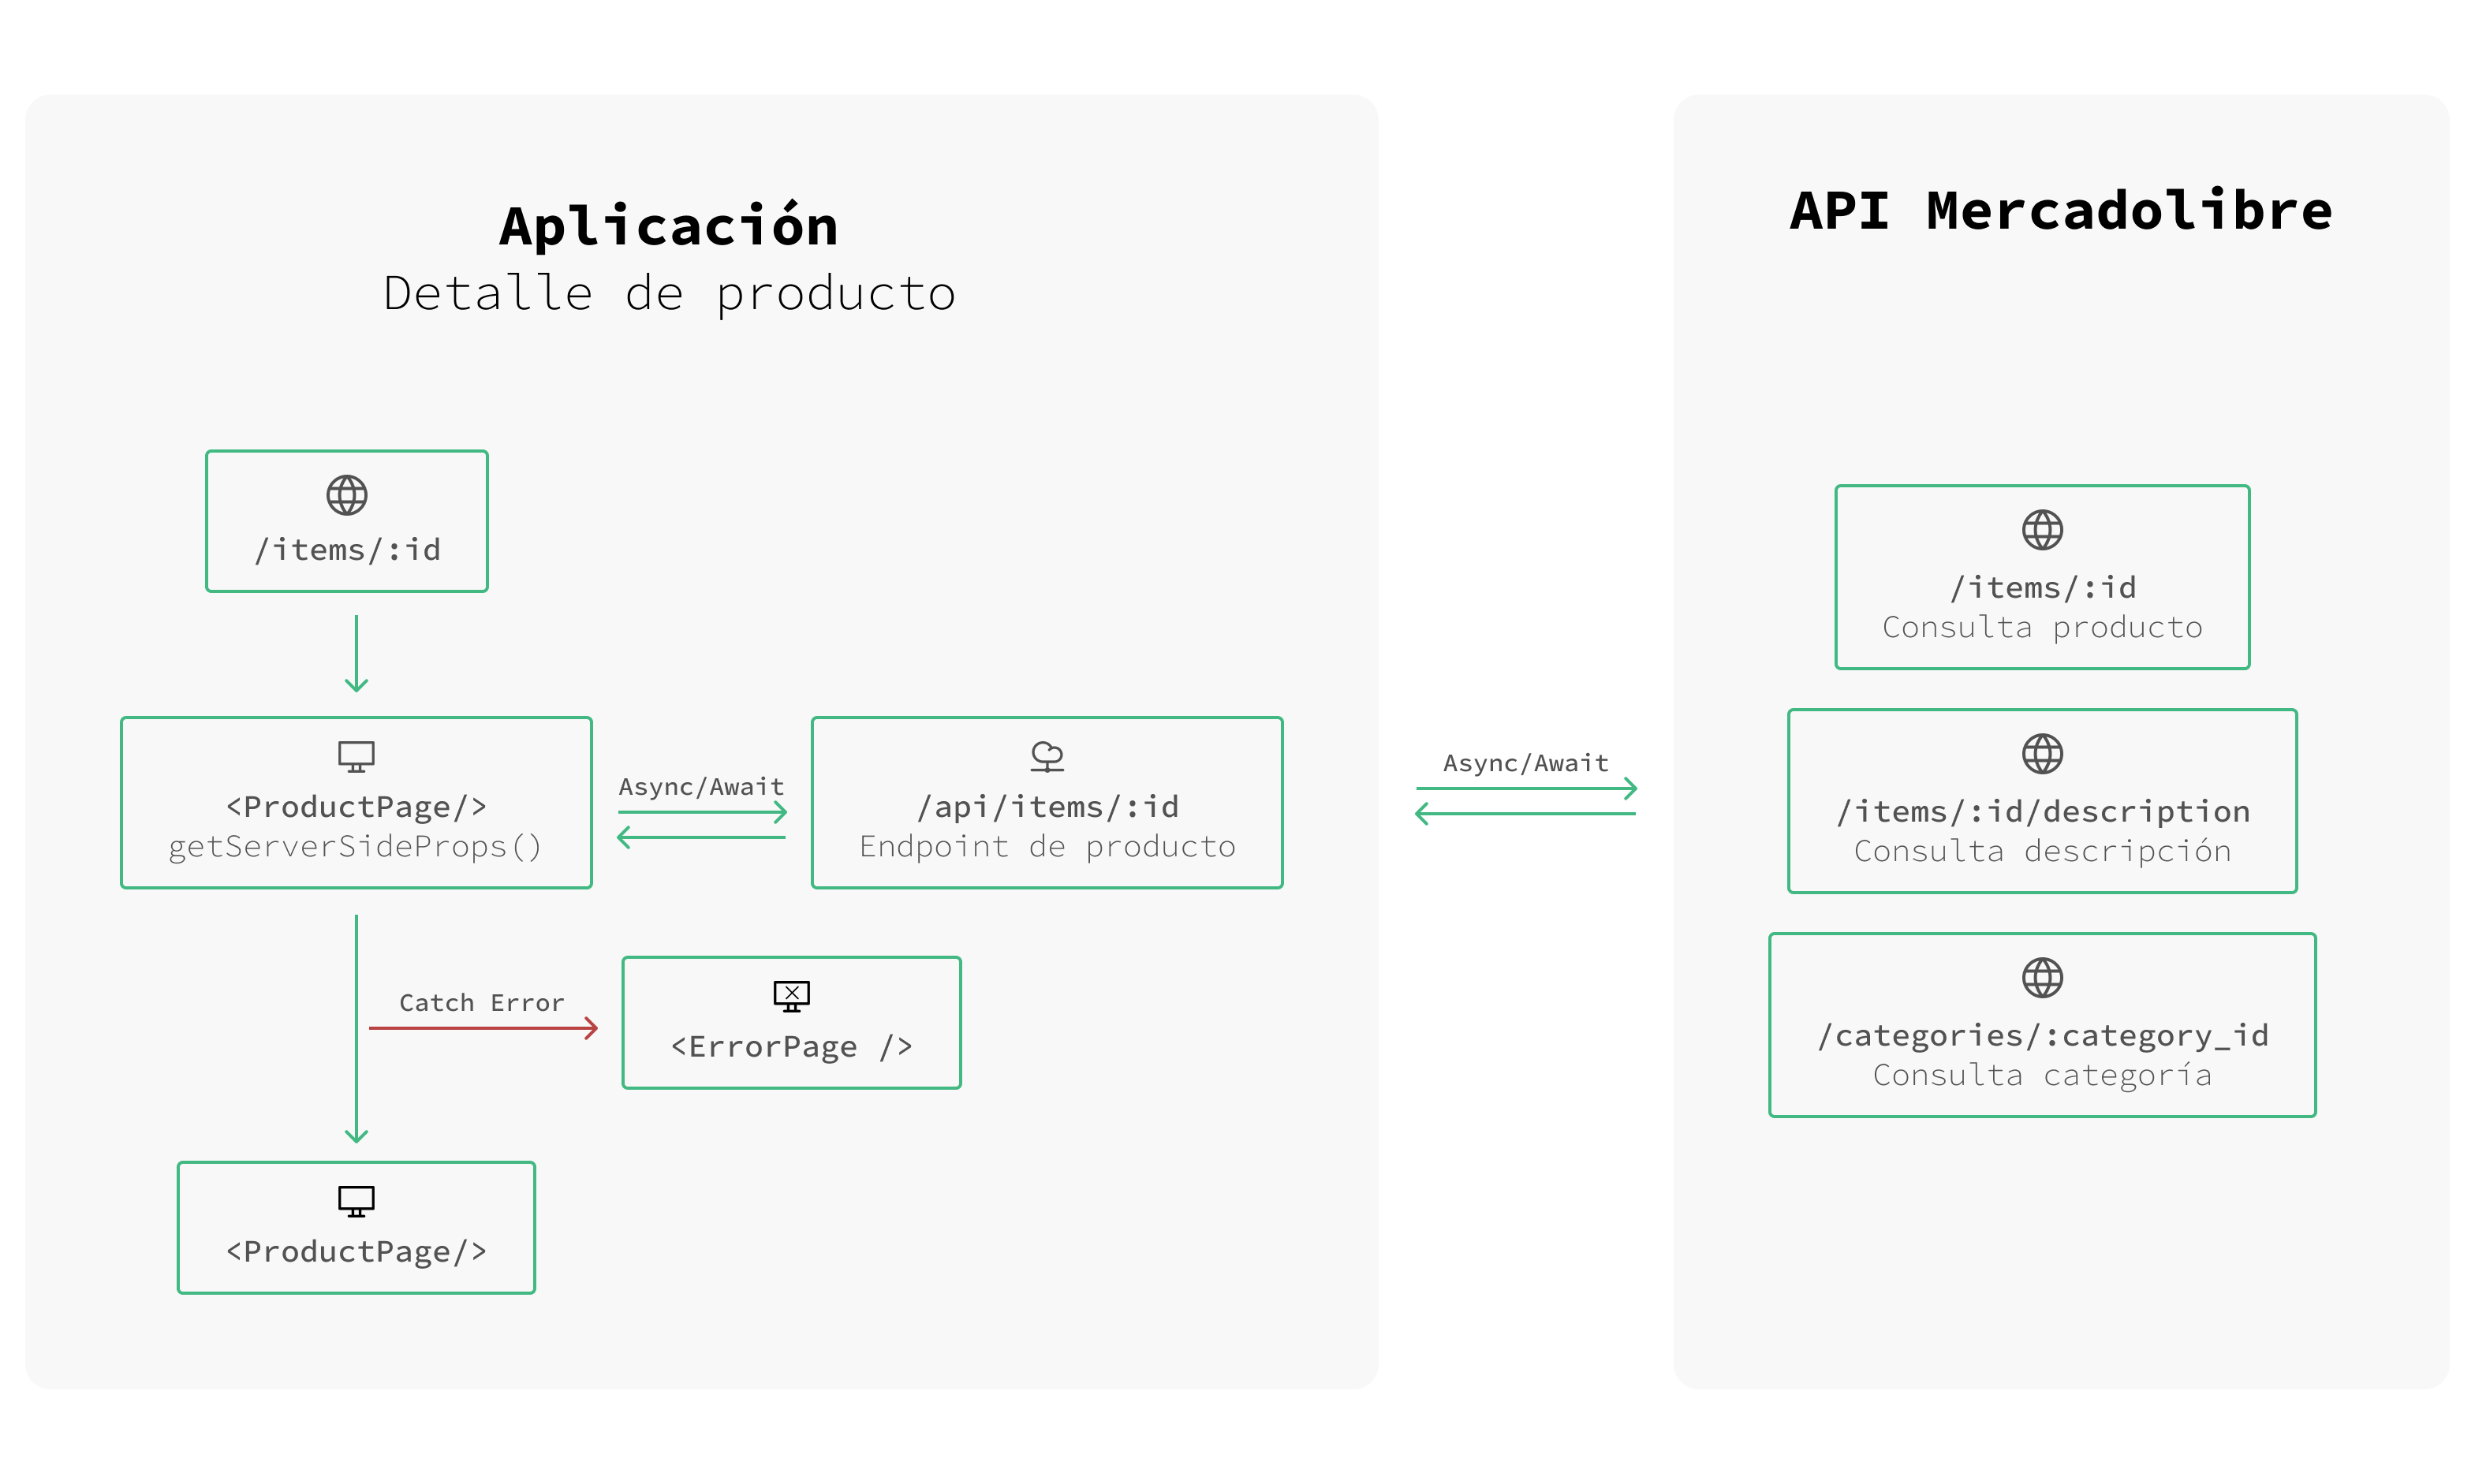 Aplicación
Detalle de producto
/items/:id
<ProductPage/>
getServerSideProps()
Async/Await
/api/items/:id
Endpoint de producto
Catch Error
<ErrorPage />
<ProductPage/>
Async/Await
API Mercadolibre
/items/:id
Consulta producto
/items/:id/description
Consulta descripción
/categories/:category_id
Consulta categoría